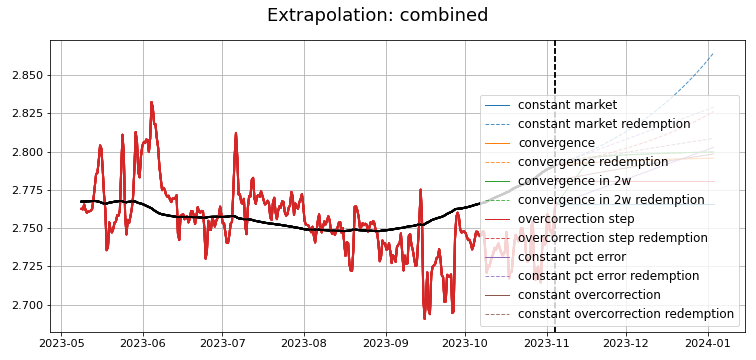 Extrapolation: combined
2.850
2.825
2.800
2.775
2.750
2.725
2.700
constant market
constant market redemption
convergence
convergence redemption
convergence in 2w
convergence in 2w redemption
overcorrection step
overcorrection step redemption
constant pct error
constant pct error redemption
constant overcorrection
constant overcorrection redemption
2023-05 2023-06 2023-07 2023-08 2023-09 2023-10 2023-11 2023-12 2024-01